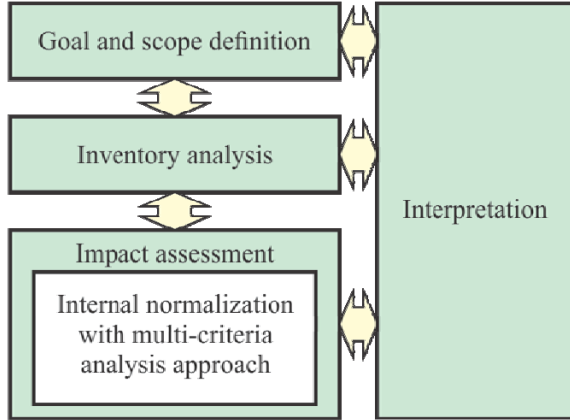 Goal and scope definition
Inventory analysis
Interpretation
Impact assessment
Internal normalization
with multi-criteria
analysis approach